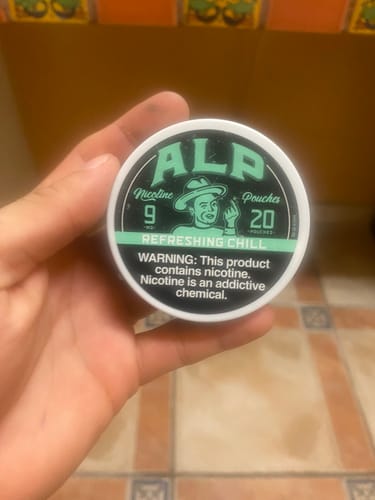 ALP
Nicotine Pouches
9 20
MG POUCHES
REFRESHING CHILL
WARNING: This product
contains nicotine.
Nicotine is an addictive
chemical.